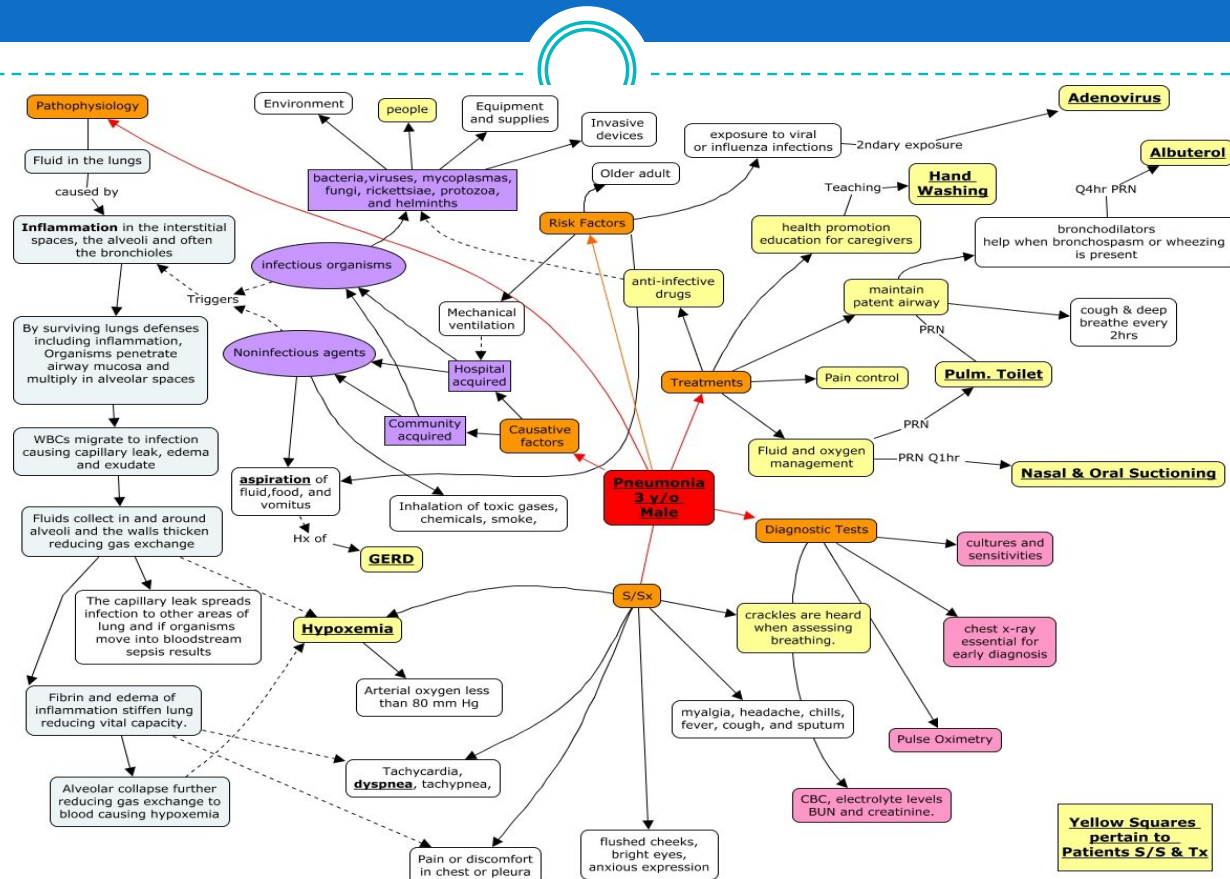 Pathophysiology
Fluid in the lungs
caused by
Inflammation in the interstitial
spaces, the alveoli and often
the bronchioles
By surviving lungs defenses
including inflammation,
Organisms penetrate
airway mucosa and
multiply in alveolar spaces
WBCs migrate to infection
causing capillary leak, edema
and exudate
Fluids collect in and around
alveoli and the walls thicken
reducing gas exchange
The capillary leak spreads
infection to other areas of
lung and if organisms
move into bloodstream
sepsis results
Fibrin and edema of
inflammation stiffen lung
reducing vital capacity.
Alveolar collapse further
reducing gas exchange to
blood causing hypoxemia
Environment
people
Equipment
and supplies
Invasive
devices
bacteria,viruses, mycoplasmas,
fungi, rickettsiae, protozoa,
and helminths
infectious organisms
Triggers
Noninfectious agents
Hospital
acquired
Community
acquired
Causative
factors
aspiration of
fluid,food, and
vomitus
Hx of
GERD
Inhalation of toxic gases,
chemicals, smoke,
Older adult
Risk Factors
Mechanical
ventilation
exposure to viral
or influenza infections
2ndary exposure
Adenovirus
anti-infective
drugs
Treatments
health promotion
education for caregivers
Teaching
Hand
Washing
maintain
patent airway
bronchodilators
help when bronchospasm or wheezing
is present
Q4hr PRN
Albuterol
cough & deep
breathe every
2hrs
PRN
Pulm. Toilet
Pain control
Fluid and oxygen
management
PRN
PRN Q1hr
Nasal & Oral Suctioning
Pneumonia
3 y/o
Male
Diagnostic Tests
cultures and
sensitivities
chest x-ray
essential for
early diagnosis
Pulse Oximetry
CBC, electrolyte levels
BUN and creatinine.
S/Sx
crackles are heard
when assessing
breathing.
myalgia, headache, chills,
fever, cough, and sputum
flushed cheeks,
bright eyes,
anxious expression
Hypoxemia
Arterial oxygen less
than 80 mm Hg
Tachycardia,
dyspnea, tachypnea,
Pain or discomfort
in chest or pleura
Yellow Squares
pertain to
Patients S/S & Tx